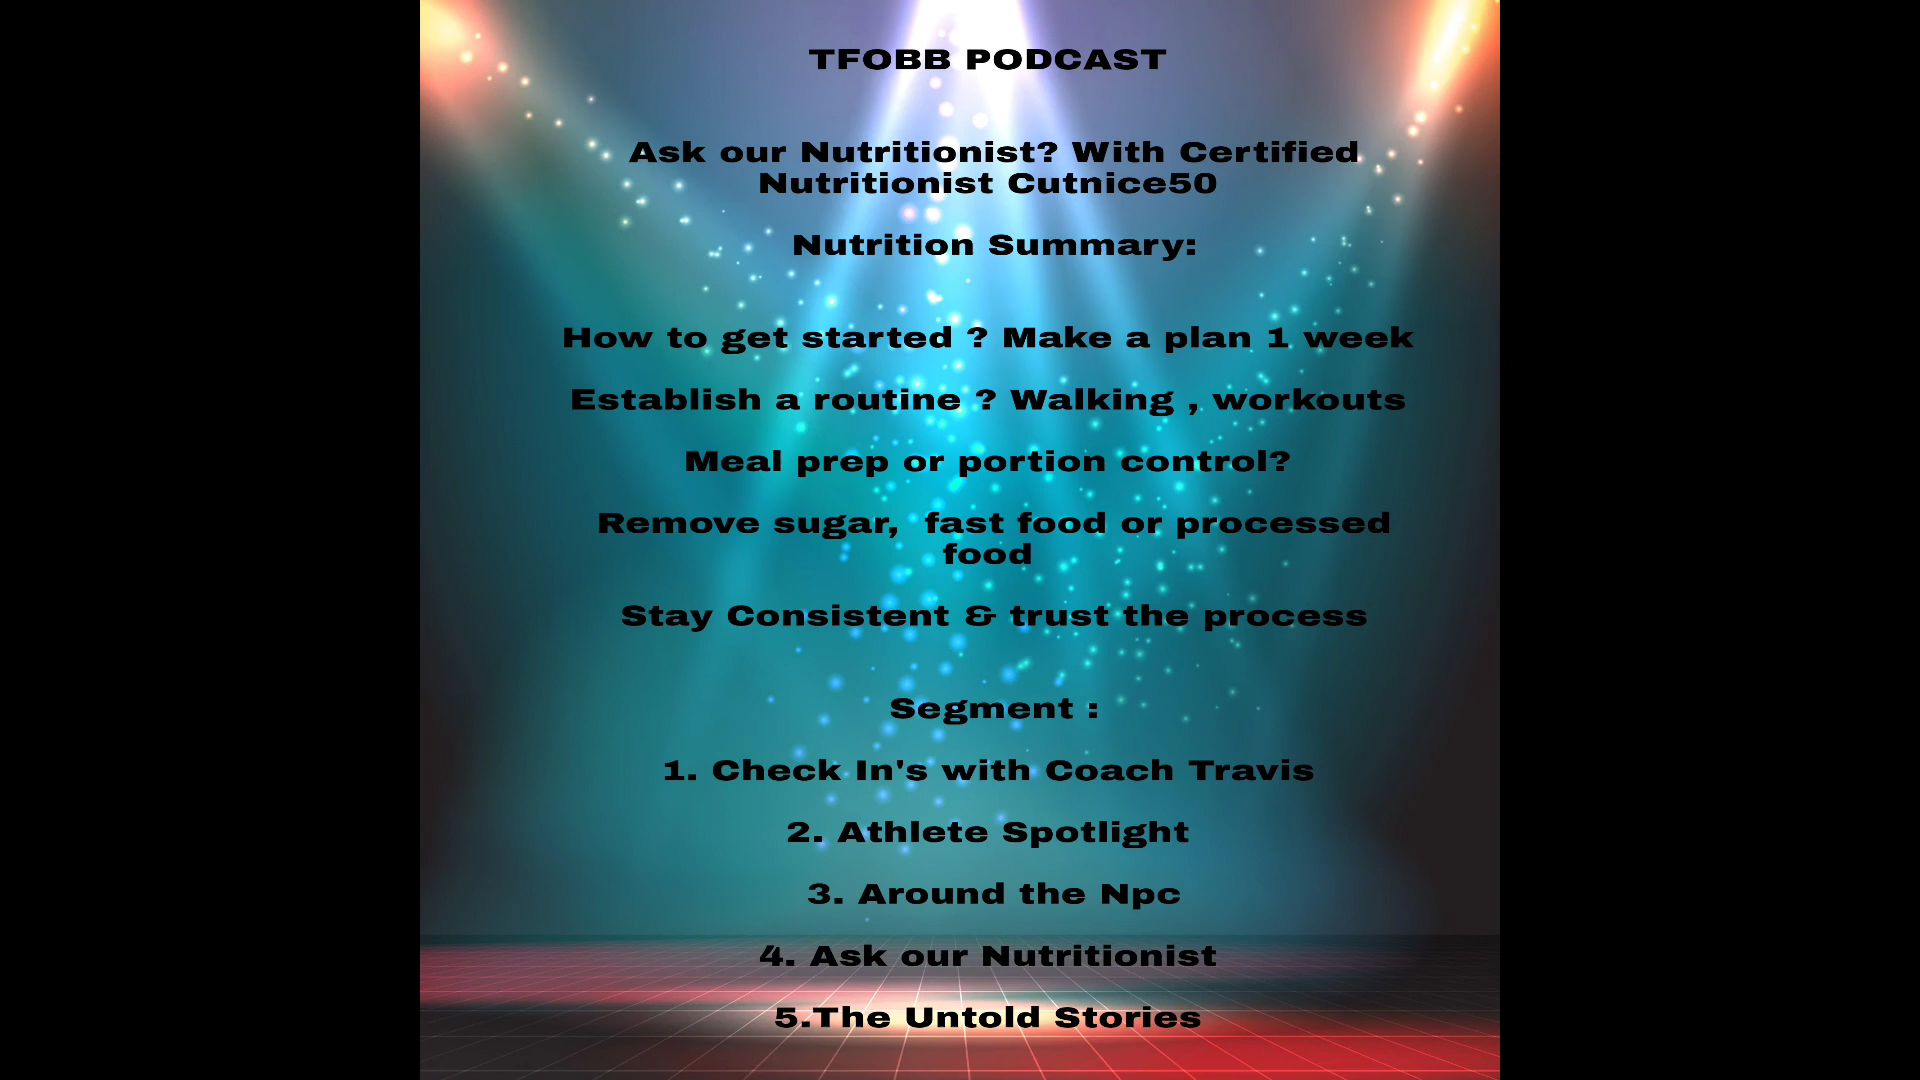 TFOBB PODCAST
Ask our Nutritionist? With Certified
Nutritionist Cutnice50
Nutrition Summary:
How to get started ? Make a plan 1 week
Establish a routine ? Walking , workouts
Meal prep or portion control?
Remove sugar,  fast food or processed
food
Stay Consistent & trust the process
Segment :
1. Check In's with Coach Travis
2. Athlete Spotlight
3. Around the Npc
4. Ask our Nutritionist
5.The Untold Stories